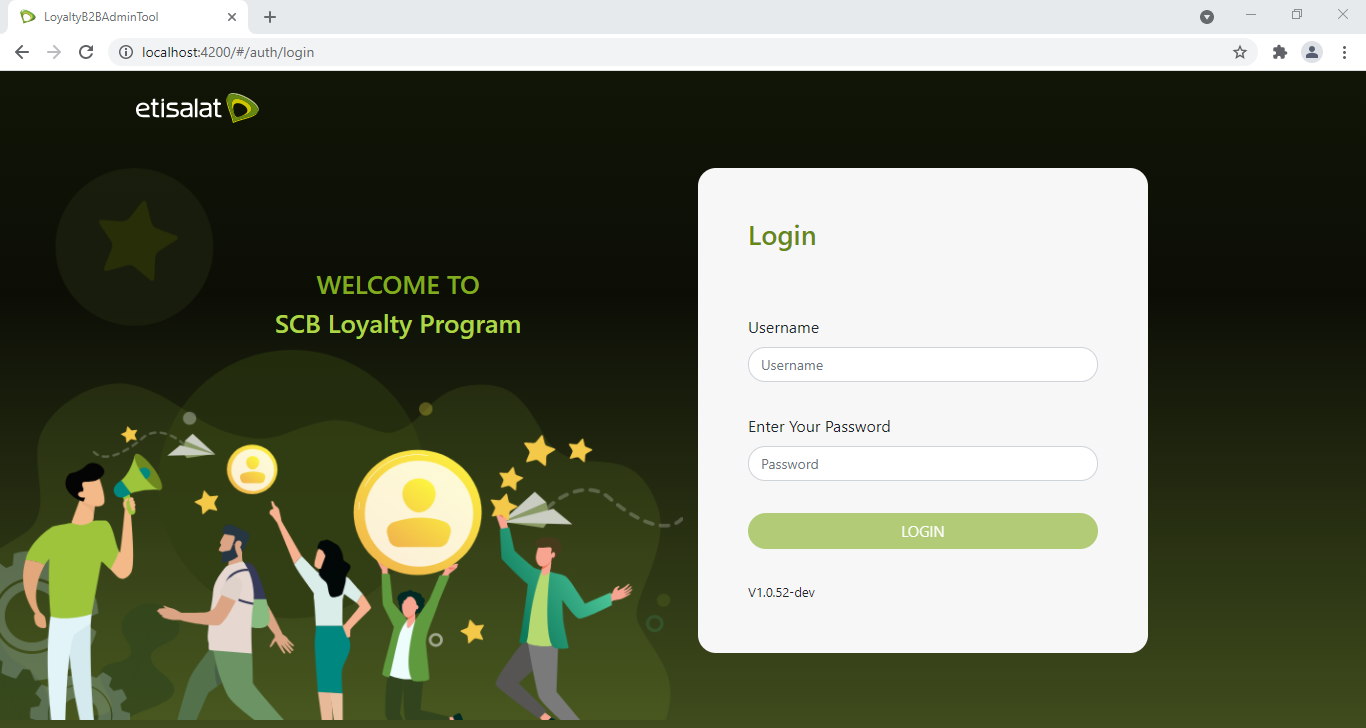 LoyaltyB2BAdminTool
localhost:4200/#/auth/login
etisalat
WELCOME TO
SCB Loyalty Program
Login
Username
Username
Enter Your Password
Password
LOGIN
V1.0.52-dev